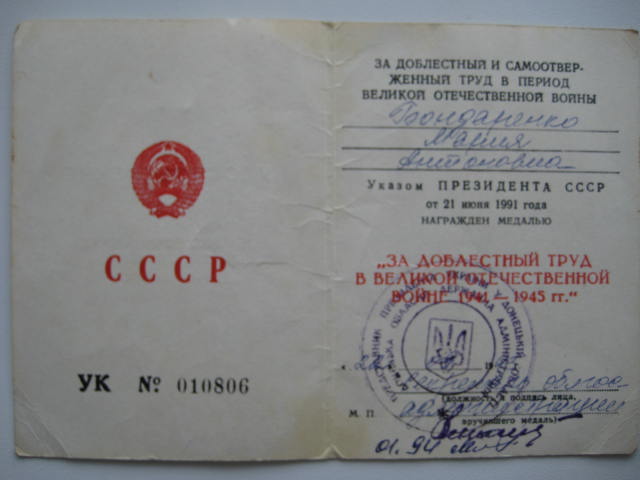 СССР
УК № 010806
ЗА ДОБЛЕСТНЫЙ И САМООТВЕР-
ЖЕННЫЙ ТРУД В ПЕРИОД
ВЕЛИКОЙ ОТЕЧЕСТВЕННОЙ ВОЙНЫ
Бондаренко
Мария
Антоновна
Указом ПРЕЗИДЕНТА СССР
от 21 июня 1991 года
НАГРАЖДЕН МЕДАЛЬЮ
„ЗА ДОБЛЕСТНЫЙ ТРУД
В ВЕЛИКОЙ ОТЕЧЕСТВЕННОЙ
ВОЙНЕ 1941 — 1945 гг."
(должность и подпись лица,
М. П. администрации
вручившего медаль)
01.94